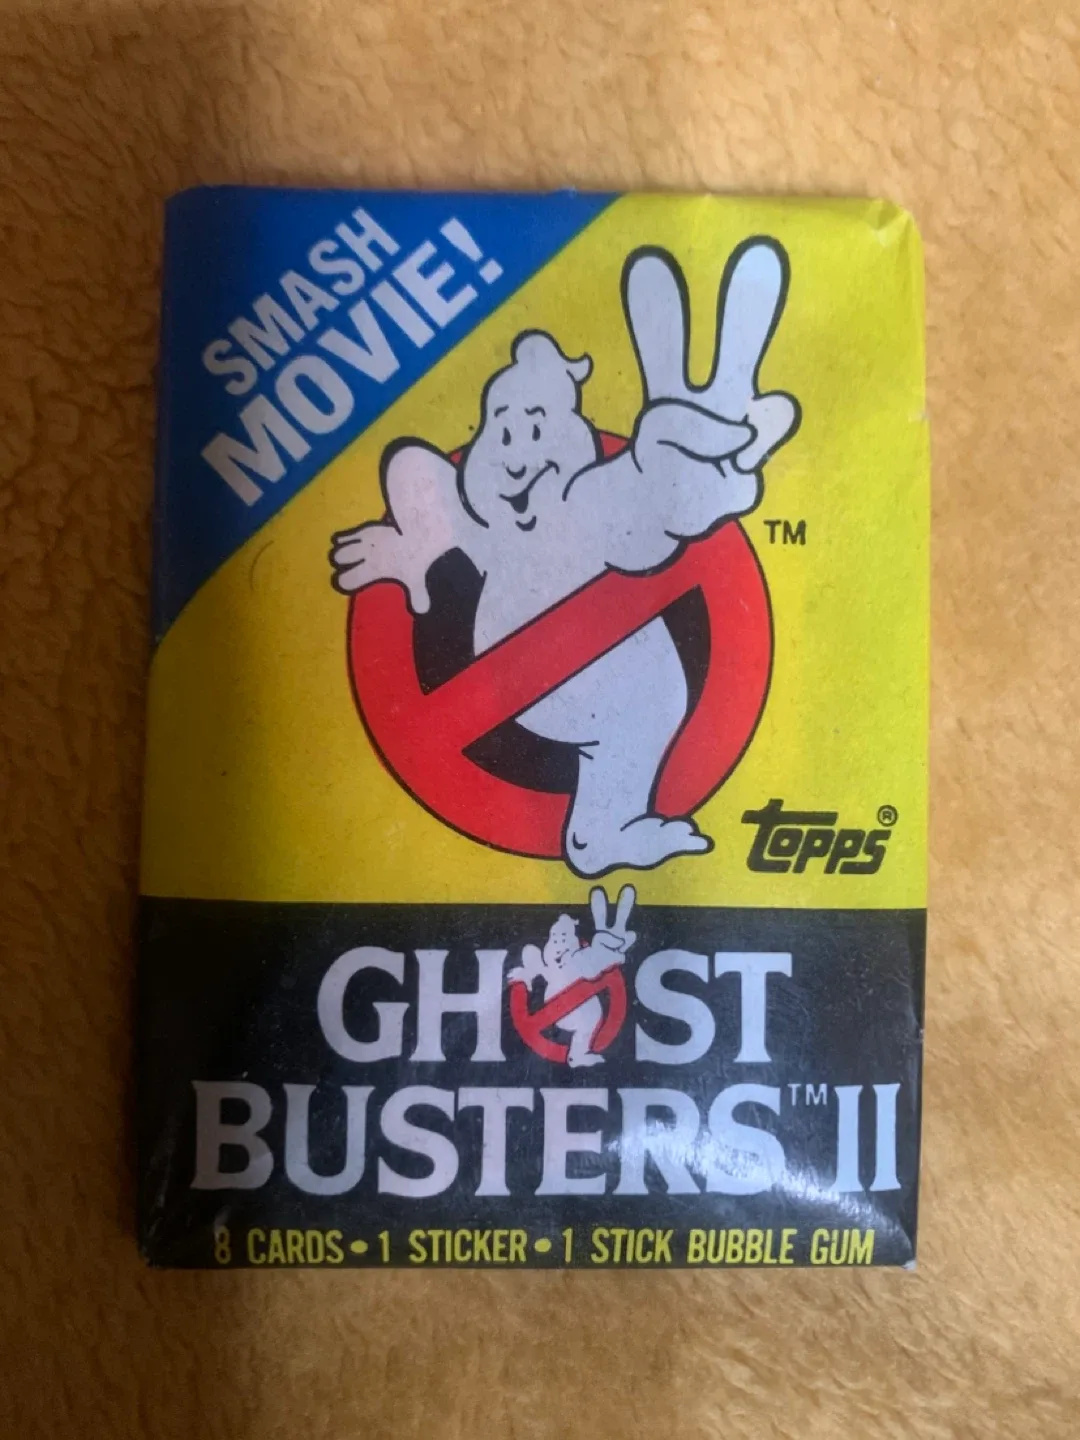 SMASH
MOVIE!
TM
topps®
GHOST
BUSTERS™ II
8 CARDS • 1 STICKER • 1 STICK BUBBLE GUM